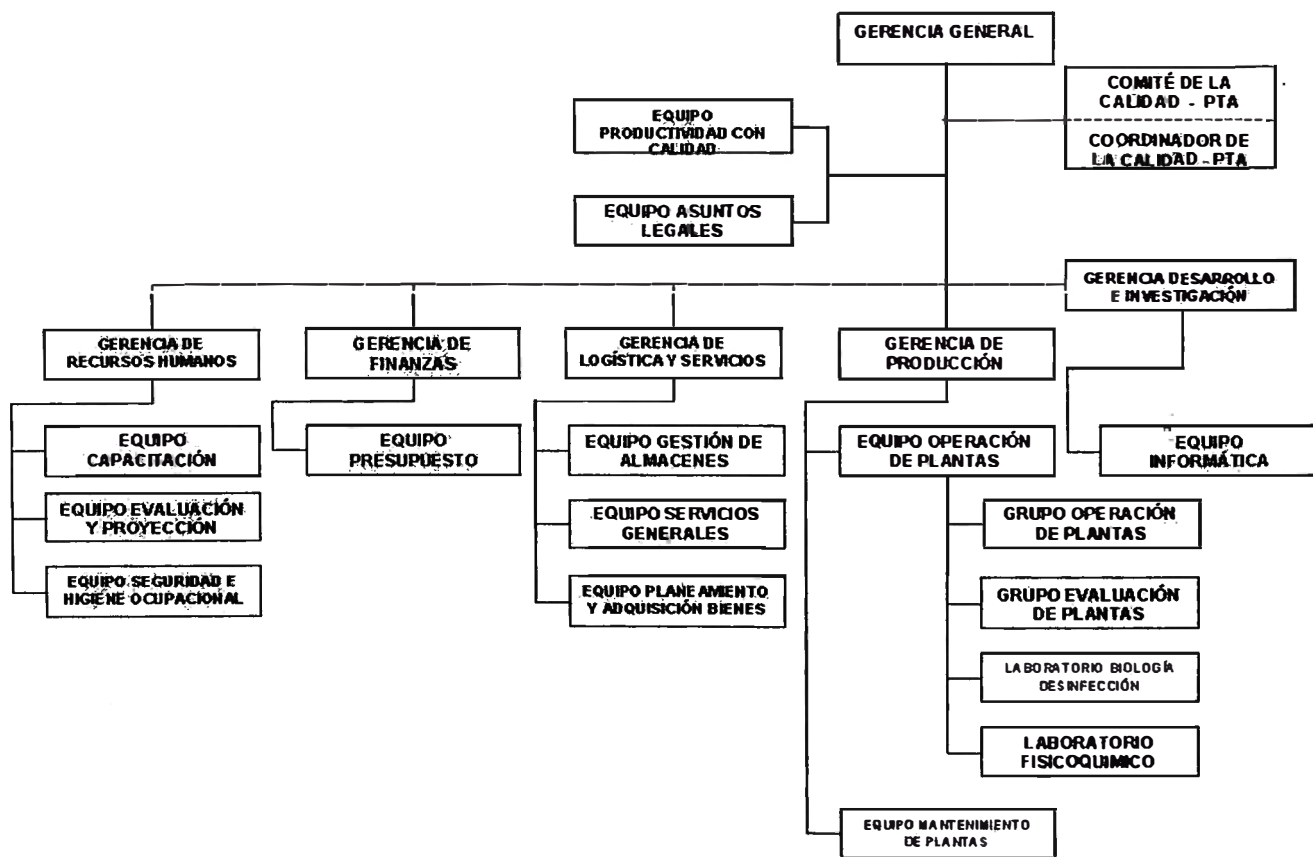 GERENCIA GENERAL
COMITÉ DE LA
CALIDAD - PTA
COORDINADOR DE
LA CALIDAD - PTA
EQUIPO
PRODUCTIVIDAD CON
CALIDAD
EQUIPO ASUNTOS
LEGALES
GERENCIA DESARROLLO
E INVESTIGACIÓN
GERENCIA DE
RECURSOS HUMANOS
GERENCIA DE
FINANZAS
GERENCIA DE
LOGÍSTICA Y SERVICIOS
GERENCIA DE
PRODUCCIÓN
EQUIPO
CAPACITACIÓN
EQUIPO
PRESUPUESTO
EQUIPO GESTIÓN DE
ALMACENES
EQUIPO OPERACIÓN
DE PLANTAS
EQUIPO
INFORMÁTICA
EQUIPO EVALUACIÓN
Y PROYECCIÓN
EQUIPO SERVICIOS
GENERALES
GRUPO OPERACIÓN
DE PLANTAS
EQUIPO SEGURIDAD E
HIGIENE OCUPACIONAL
EQUIPO PLANEAMIENTO
Y ADQUISICIÓN BIENES
GRUPO EVALUACIÓN
DE PLANTAS
LABORATORIO BIOLOGÍA
DESINFECCIÓN
LABORATORIO
FISICOQUIMICO
EQUIPO MANTENIMIENTO
DE PLANTAS